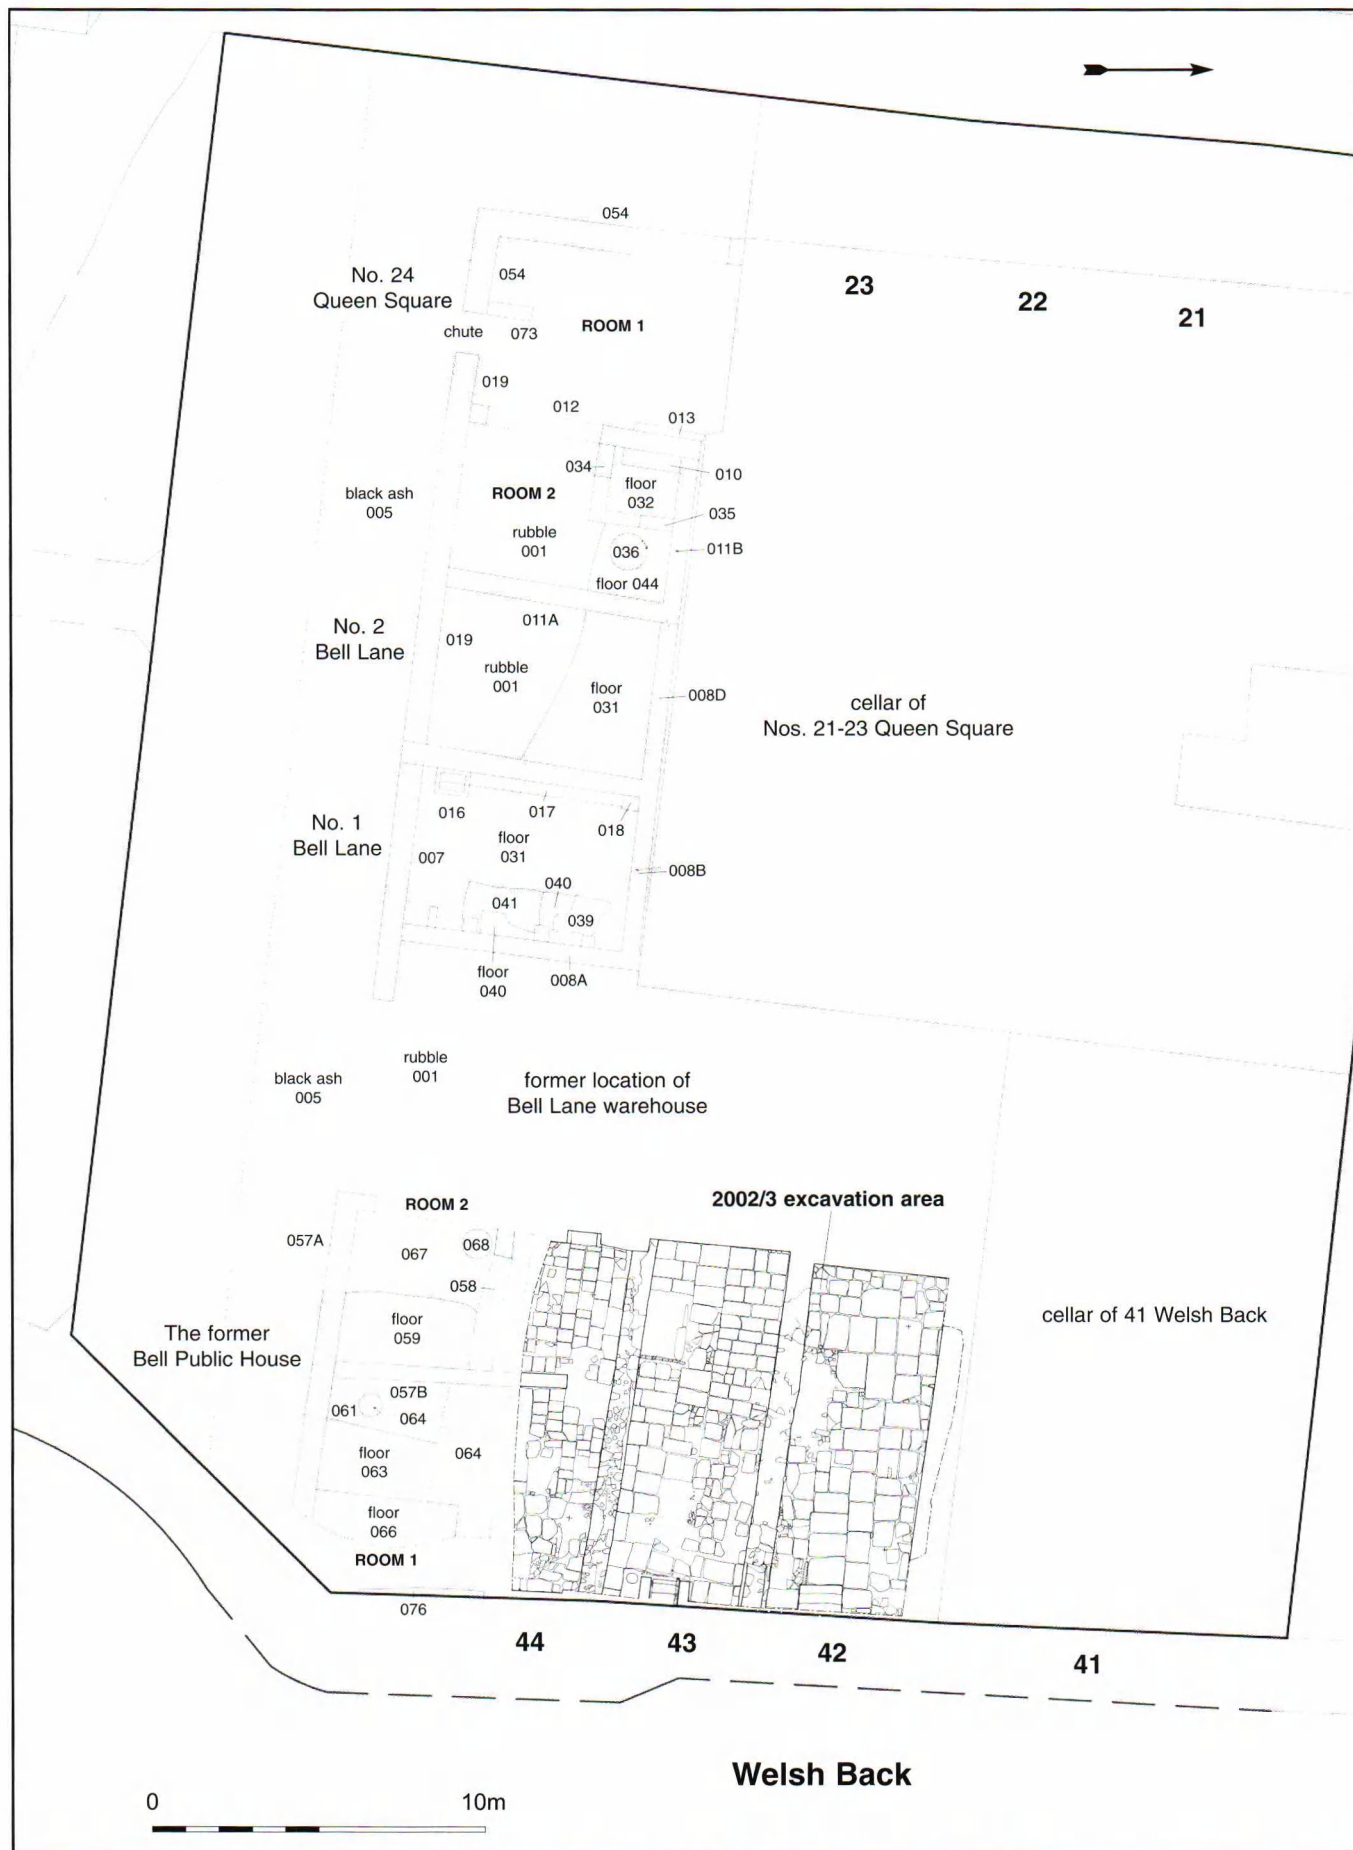 054
No. 24
Queen Square
054
23
22
21
chute
073
ROOM 1
019
012
013
034
010
floor
032
black ash
005
ROOM 2
035
rubble
001
036
011B
floor 044
No. 2
Bell Lane
019
011A
rubble
001
floor
031
008D
cellar of
Nos. 21-23 Queen Square
No. 1
Bell Lane
016
017
018
floor
031
007
008B
040
041
039
floor
040
008A
rubble
001
black ash
005
former location of
Bell Lane warehouse
ROOM 2
2002/3 excavation area
057A
067
068
058
floor
059
The former
Bell Public House
cellar of 41 Welsh Back
057B
061
064
064
floor
063
floor
066
ROOM 1
076
44
43
42
41
Welsh Back
0
10m